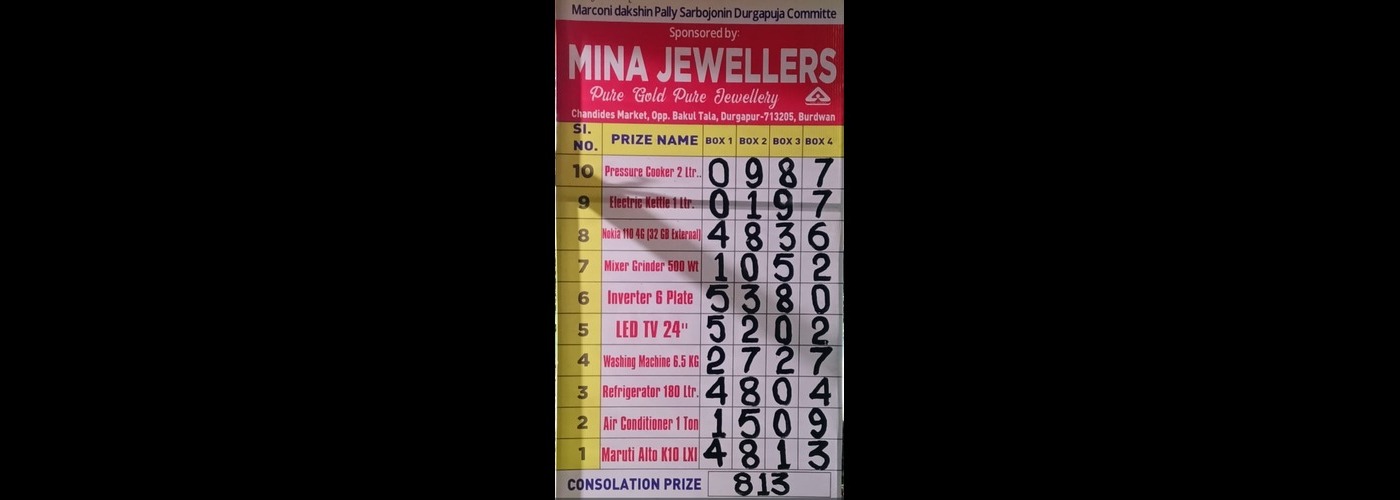 Marconi dakshin Pally Sarbojonin Durgapuja Committe
Sponsored by:
MINA JEWELLERS
Pure Gold Pure Jewellery
Chandides Market, Opp. Bakul Tala, Durgapur-713205, Burdwan
SI. NO. PRIZE NAME BOX 1 BOX 2 BOX 3 BOX 4
10 Pressure Cooker 2 Ltr.. 0 9 8 7
9 Electric Kettle 1 Ltr. 0 1 9 7
8 Nokia 110 4G (32 GB External) 4 8 3 6
7 Mixer Grinder 500 Wt 1 0 5 2
6 Inverter 6 Plate 5 3 8 0
5 LED TV 24" 5 2 0 2
4 Washing Machine 6.5 KG 2 7 2 7
3 Refrigerator 180 Ltr. 4 8 0 4
2 Air Conditioner 1 Ton 1 5 0 9
1 Maruti Alto K10 LXI 4 8 1 3
CONSOLATION PRIZE 813